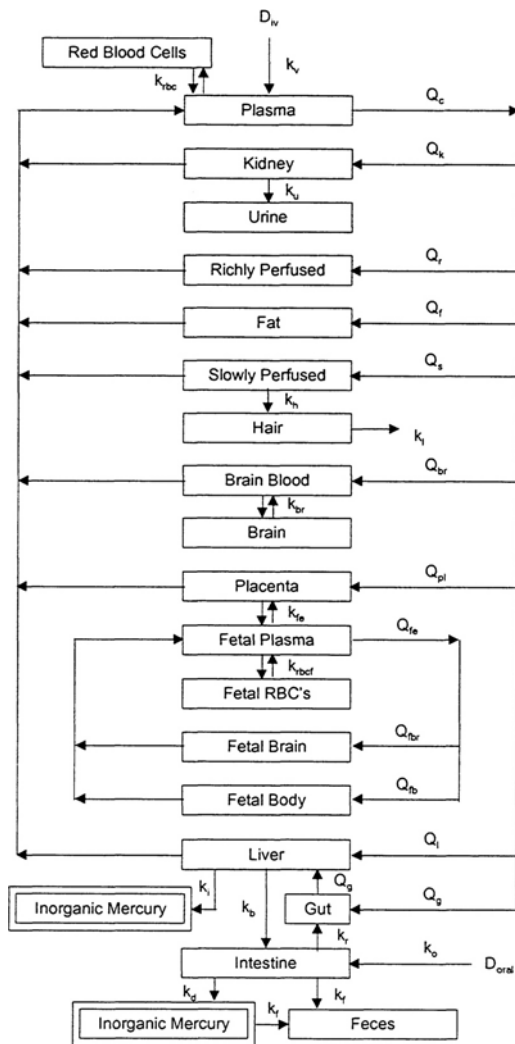 D_iv
Red Blood Cells
k_rbc
k_v
Plasma
Q_c
Kidney
Q_k
k_u
Urine
Richly Perfused
Q_r
Fat
Q_f
Slowly Perfused
Q_s
k_h
Hair
k_l
Brain Blood
Q_br
k_br
Brain
Placenta
Q_pl
k_fe
Fetal Plasma
Q_fe
k_rbcf
Fetal RBC's
Fetal Brain
Q_fbr
Fetal Body
Q_fb
Liver
Q_l
k_i
Q_g
Inorganic Mercury
k_b
Gut
Q_g
k_r
Intestine
k_o
D_oral
k_d
k_f
Inorganic Mercury
k_f
Feces